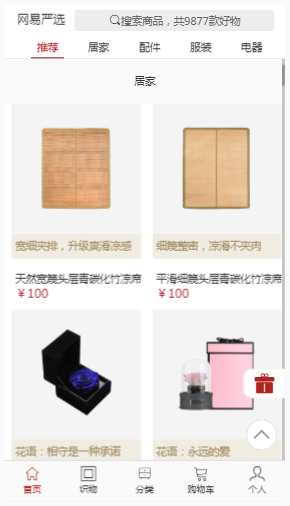 网易严选
搜索商品，共9877款好物
推荐 居家 配件 服装 电器
居家
宽细夹排，升级爽滑凉感
细篾整密，凉滑不夹肉
天然宽篾头层青碳化竹凉席
平滑细篾头层青碳化竹凉席
￥100
￥100
花语：相守是一种承诺
花语：永远的爱
首页 识物 分类 购物车 个人